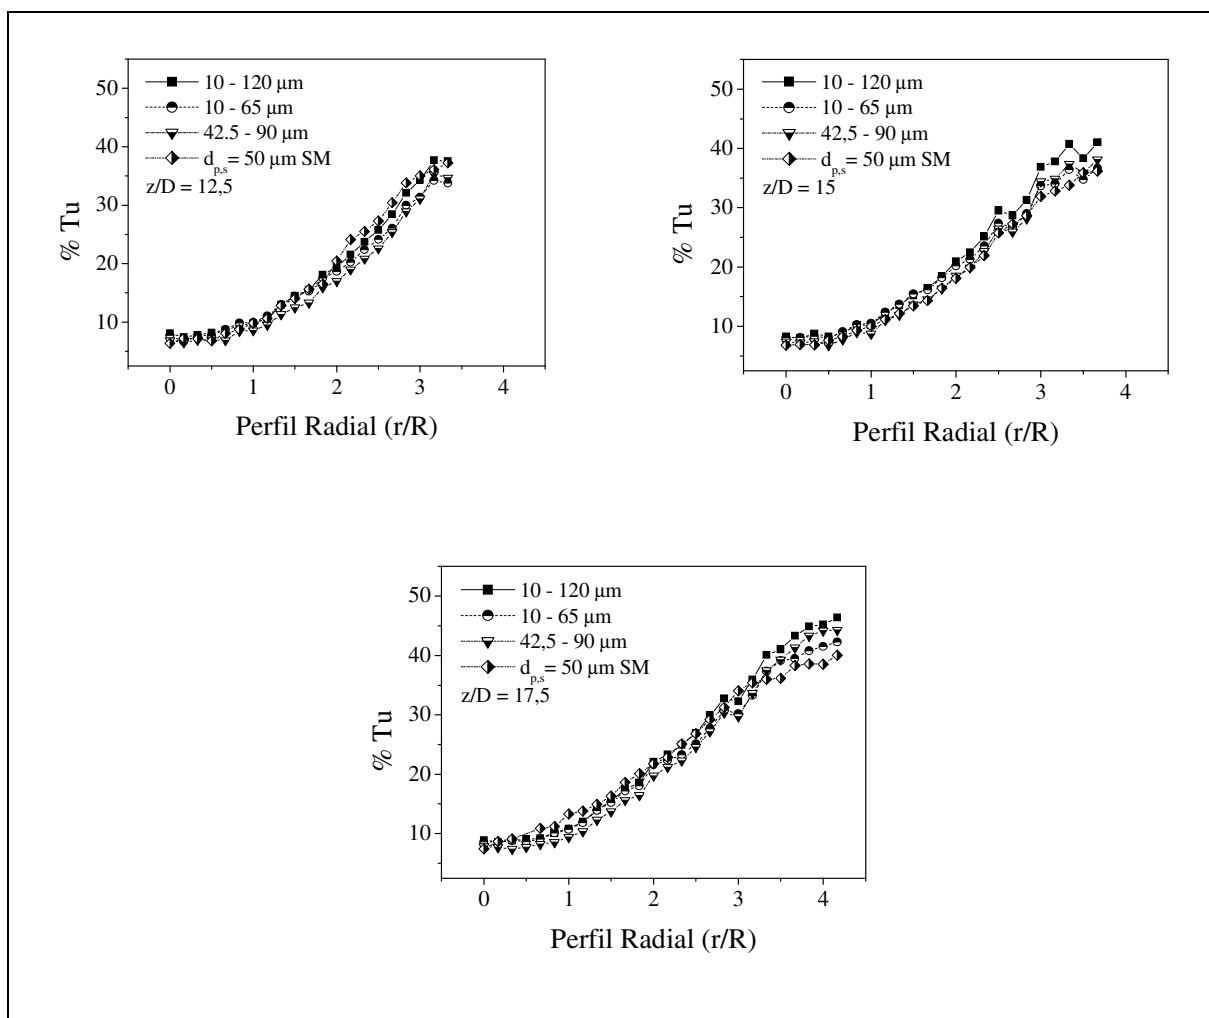 50
40
30
20
10
% Tu
10 - 120 µm
10 - 65 µm
42.5 - 90 µm
dp,s= 50 µm SM
z/D = 12,5
0 1 2 3 4
Perfil Radial (r/R)
50
40
30
20
10
% Tu
10 - 120 µm
10 - 65 µm
42,5 - 90 µm
dp,s= 50 µm SM
z/D = 15
0 1 2 3 4
Perfil Radial (r/R)
50
40
30
20
10
% Tu
10 - 120 µm
10 - 65 µm
42,5 - 90 µm
dp,s= 50 µm SM
z/D = 17,5
0 1 2 3 4
Perfil Radial (r/R)